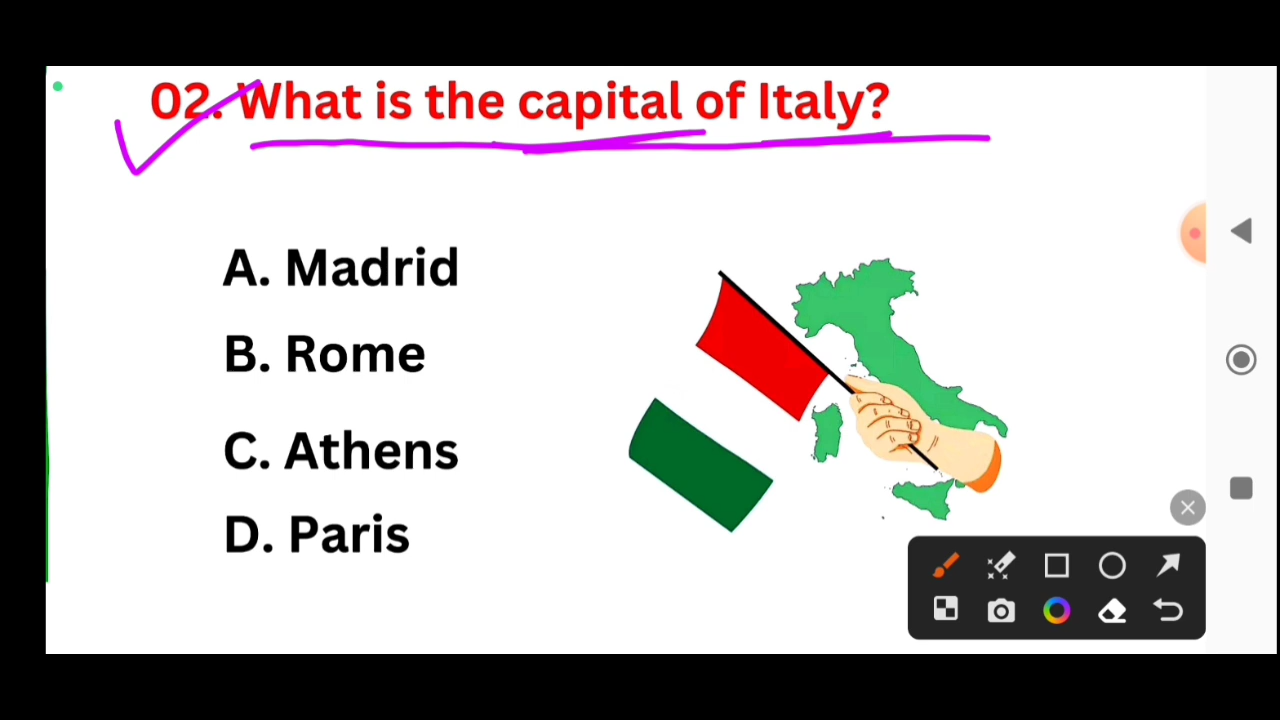 02. What is the capital of Italy?
A. Madrid
B. Rome
C. Athens
D. Paris